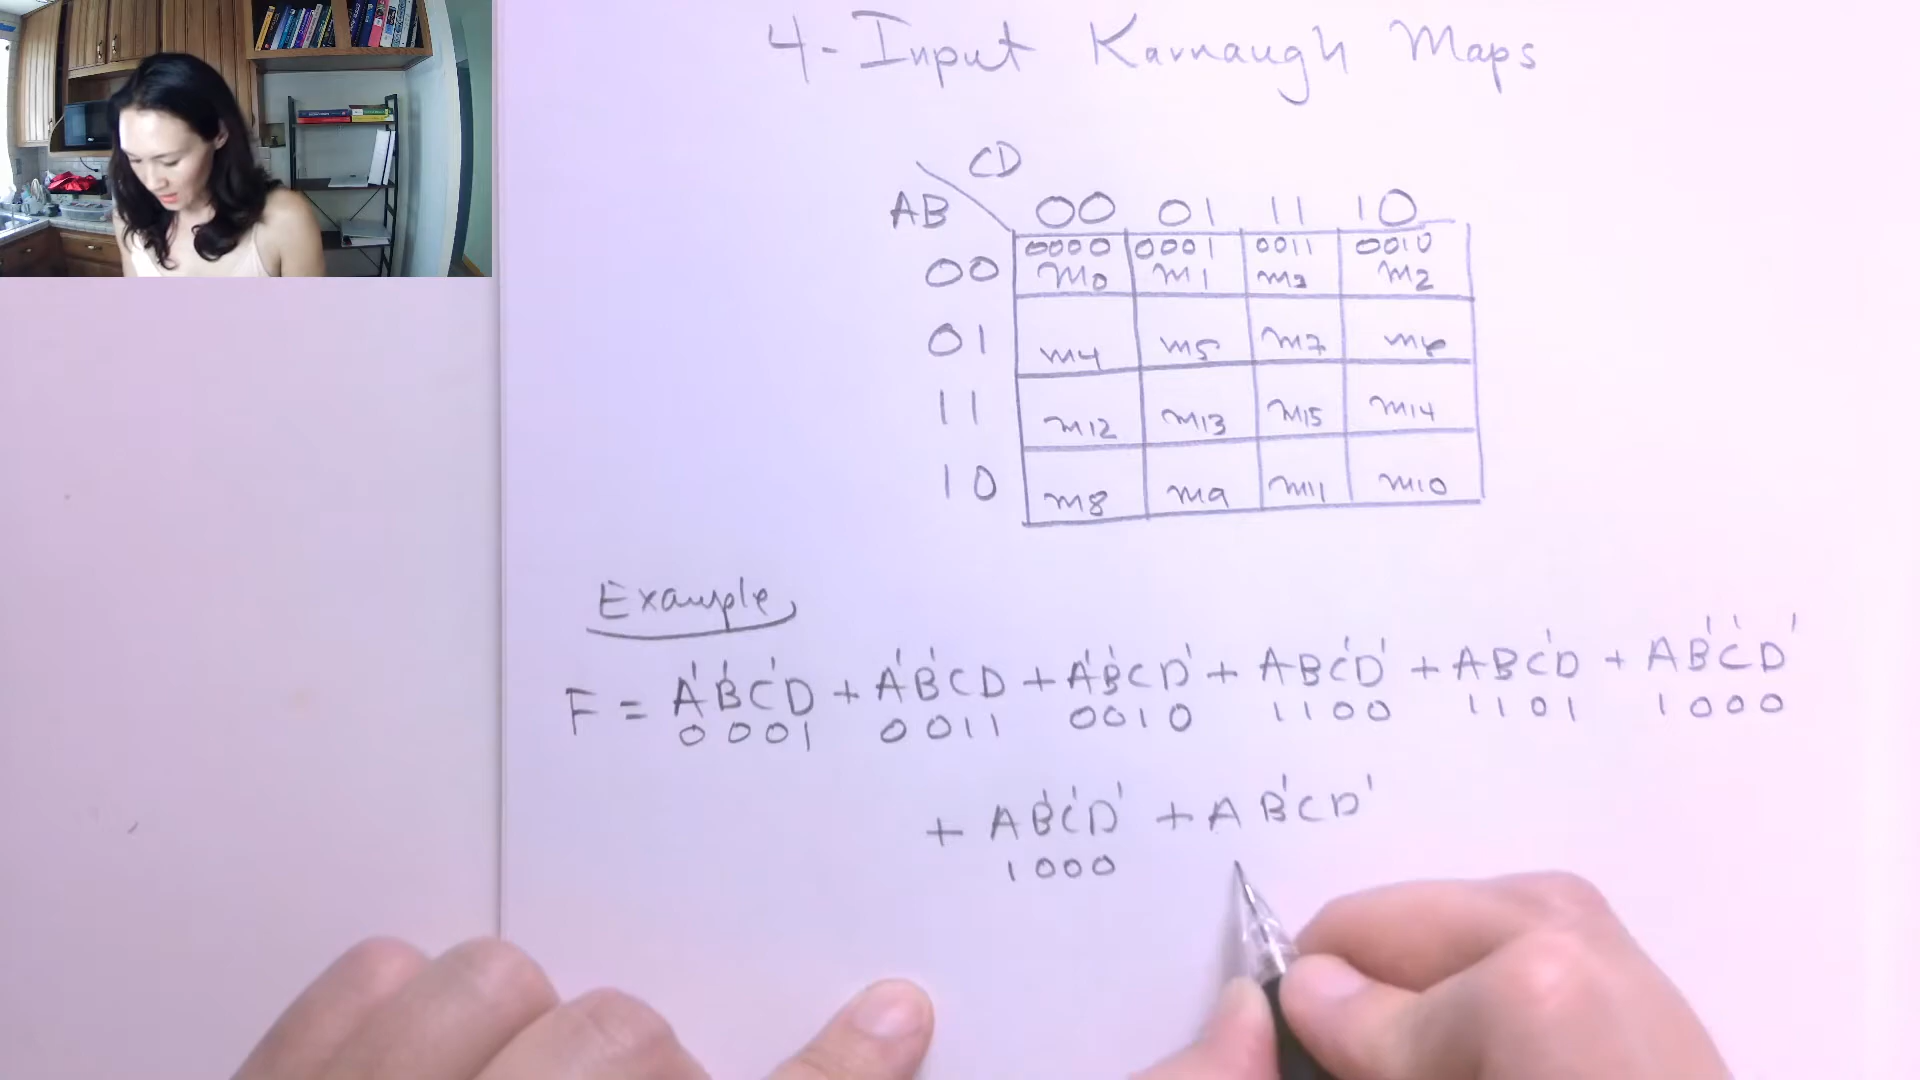 4-Input Karnaugh Maps
CD
AB 00 01 11 10
0000 0001 0011 0010
00 m0 m1 m3 m2
01 m4 m5 m7 m6
11 m12 m13 m15 m14
10 m8 m9 m11 m10
Example
F = A'B'C'D + A'B'CD + A'B'CD' + ABC'D' + ABC'D + AB'C'D'
0001 0011 0010 1100 1101 1000
+ AB'C'D' + AB'CD'
1000